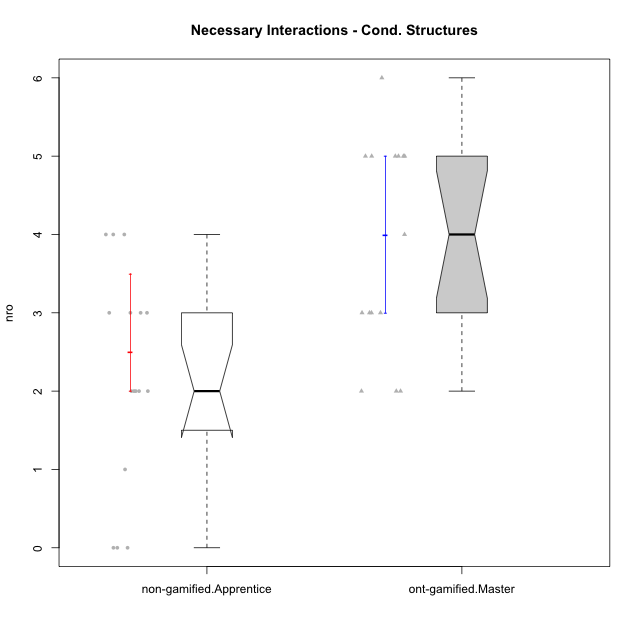 Necessary Interactions - Cond. Structures
nro
6
5
4
3
2
1
0
non-gamified.Apprentice
ont-gamified.Master